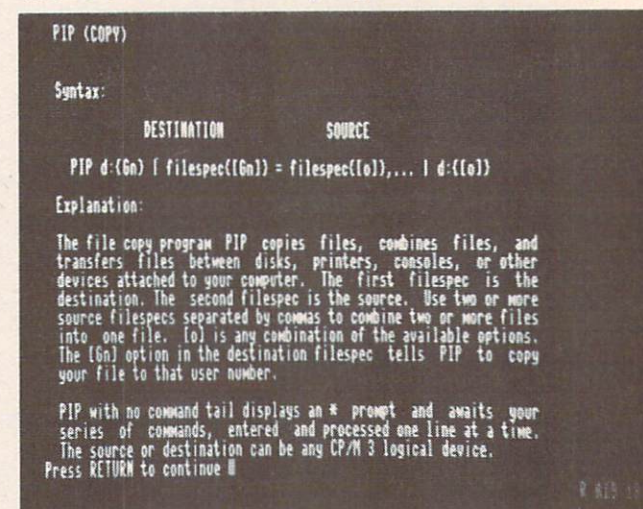 PIP (COPY)
Syntax:
DESTINATION SOURCE
PIP d:{Gn} | filespec{[Gn]} = filespec{[o]},... | d:{[o]}
Explanation:
The file copy program PIP copies files, combines files, and
transfers files between disks, printers, consoles, or other
devices attached to your computer. The first filespec is the
destination. The second filespec is the source. Use two or more
source filespecs separated by commas to combine two or more files
into one file. [o] is any combination of the available options.
The [Gn] option in the destination filespec tells PIP to copy
your file to that user number.
PIP with no command tail displays an * prompt and awaits your
series of commands, entered and processed one line at a time.
The source or destination can be any CP/M 3 logical device.
Press RETURN to continue